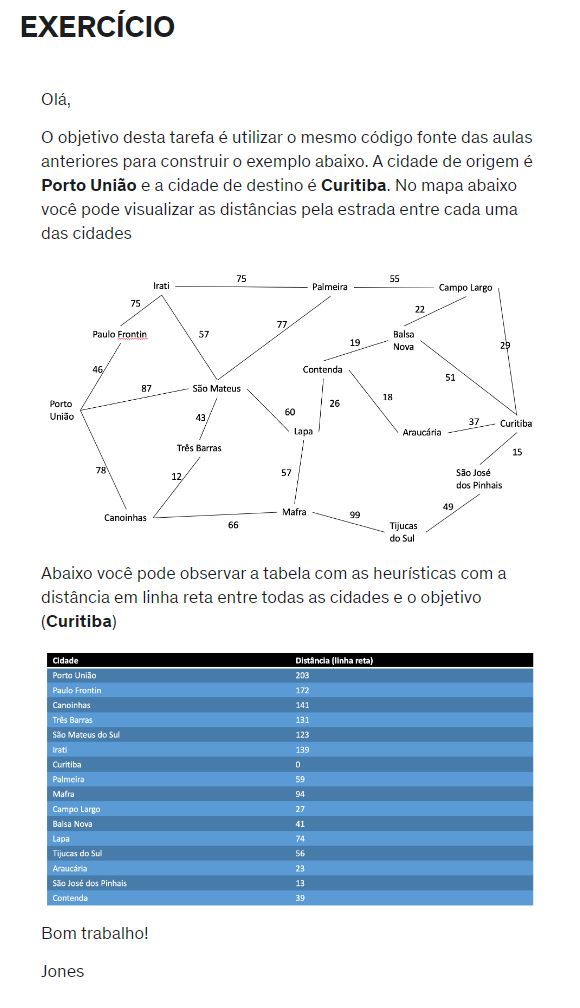 EXERCÍCIO
Olá,
O objetivo desta tarefa é utilizar o mesmo código fonte das aulas
anteriores para construir o exemplo abaixo. A cidade de origem é
Porto União e a cidade de destino é Curitiba. No mapa abaixo
você pode visualizar as distâncias pela estrada entre cada uma
das cidades
Irati
75
Palmeira
55
Campo Largo
75
22
77
Paulo Frontin
57
Balsa
Nova
19
29
46
Contenda
51
87
São Mateus
26
18
Porto
União
43
60
Lapa
Araucária
37
Curitiba
Três Barras
15
78
12
57
São José
dos Pinhais
49
Canoinhas
66
Mafra
99
Tijucas
do Sul
Abaixo você pode observar a tabela com as heurísticas com a
distância em linha reta entre todas as cidades e o objetivo
(Curitiba)
Cidade Distância (linha reta)
Porto União 203
Paulo Frontin 172
Canoinhas 141
Três Barras 131
São Mateus do Sul 123
Irati 139
Curitiba 0
Palmeira 59
Mafra 94
Campo Largo 27
Balsa Nova 41
Lapa 74
Tijucas do Sul 56
Araucária 23
São José dos Pinhais 13
Contenda 39
Bom trabalho!
Jones